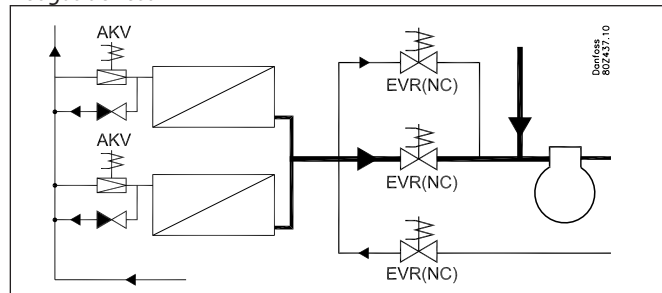 AKV
AKV
EVR(NC)
EVR(NC)
EVR(NC)
Danfoss
80Z437.10